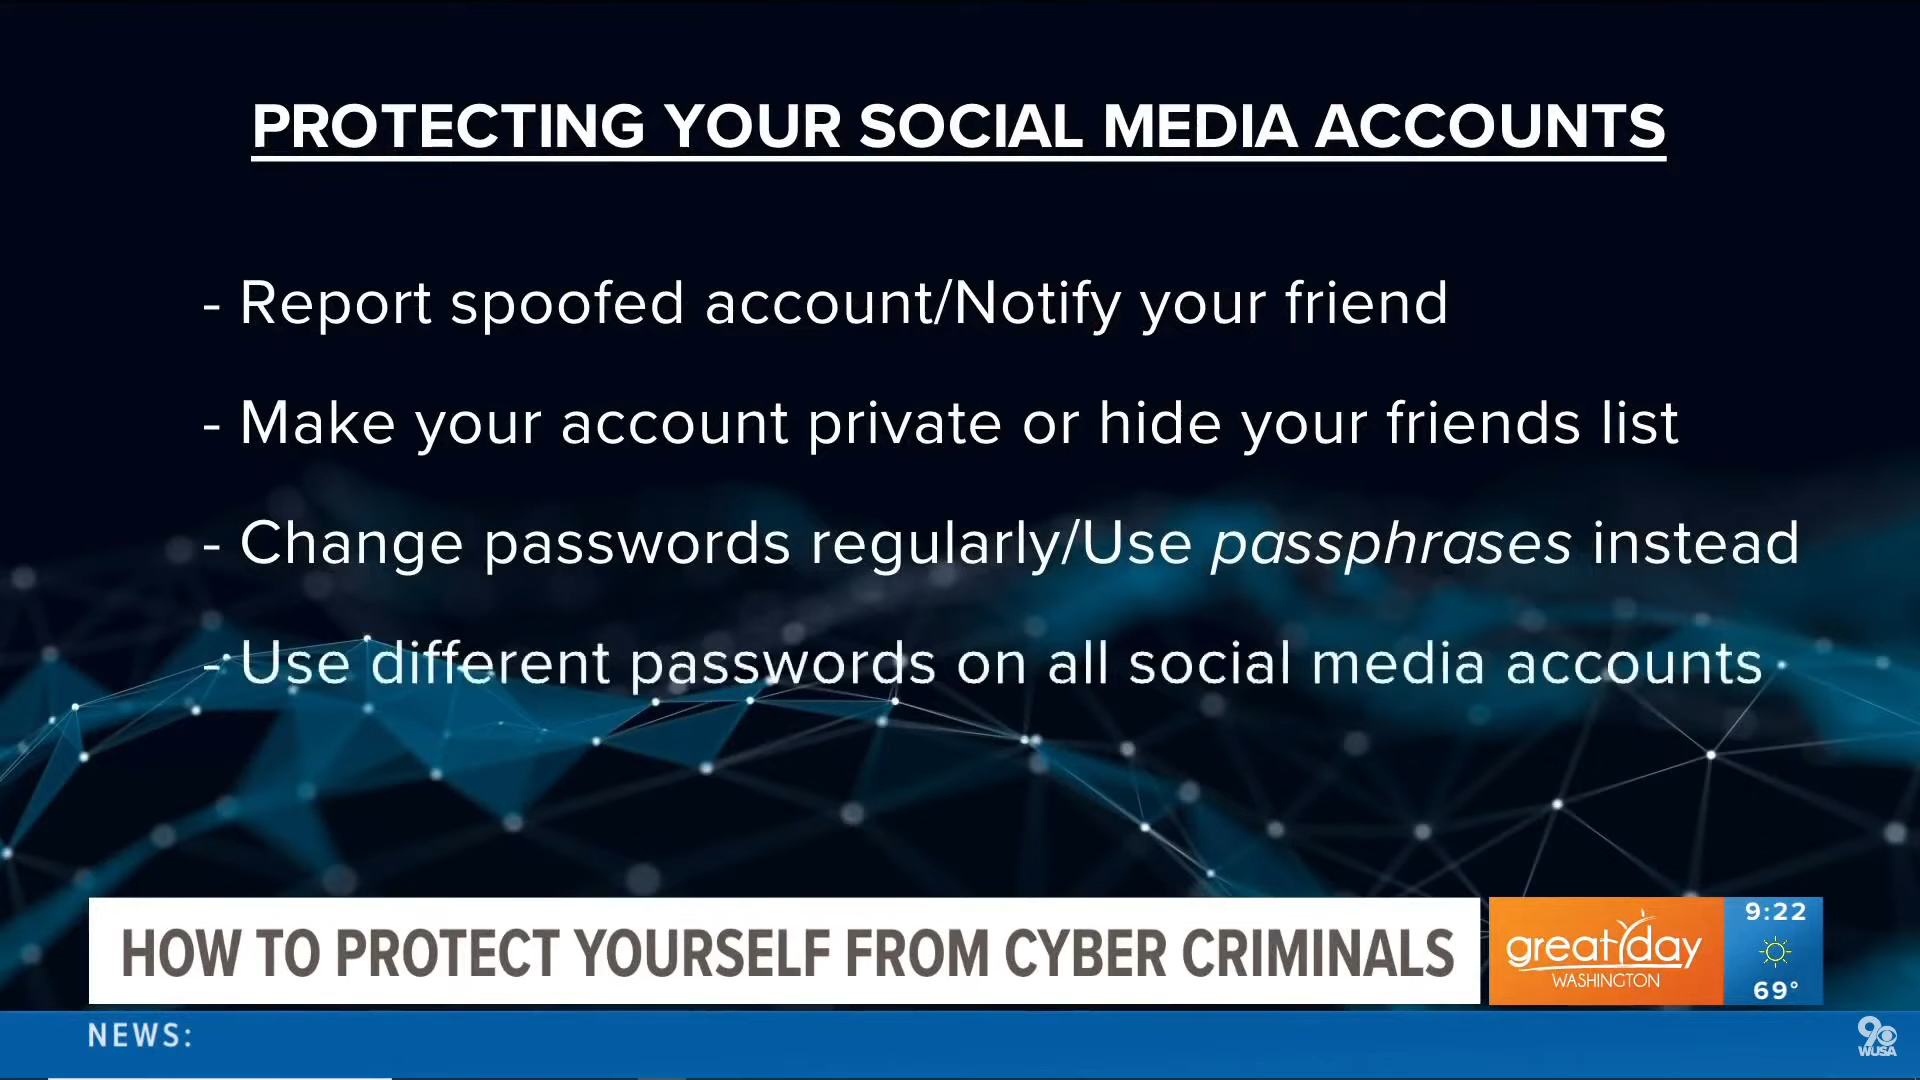 PROTECTING YOUR SOCIAL MEDIA ACCOUNTS
- Report spoofed account/Notify your friend
- Make your account private or hide your friends list
- Change passwords regularly/Use passphrases instead
- Use different passwords on all social media accounts
HOW TO PROTECT YOURSELF FROM CYBER CRIMINALS
great day
WASHINGTON
9:22
69°
NEWS:
9
WUSA